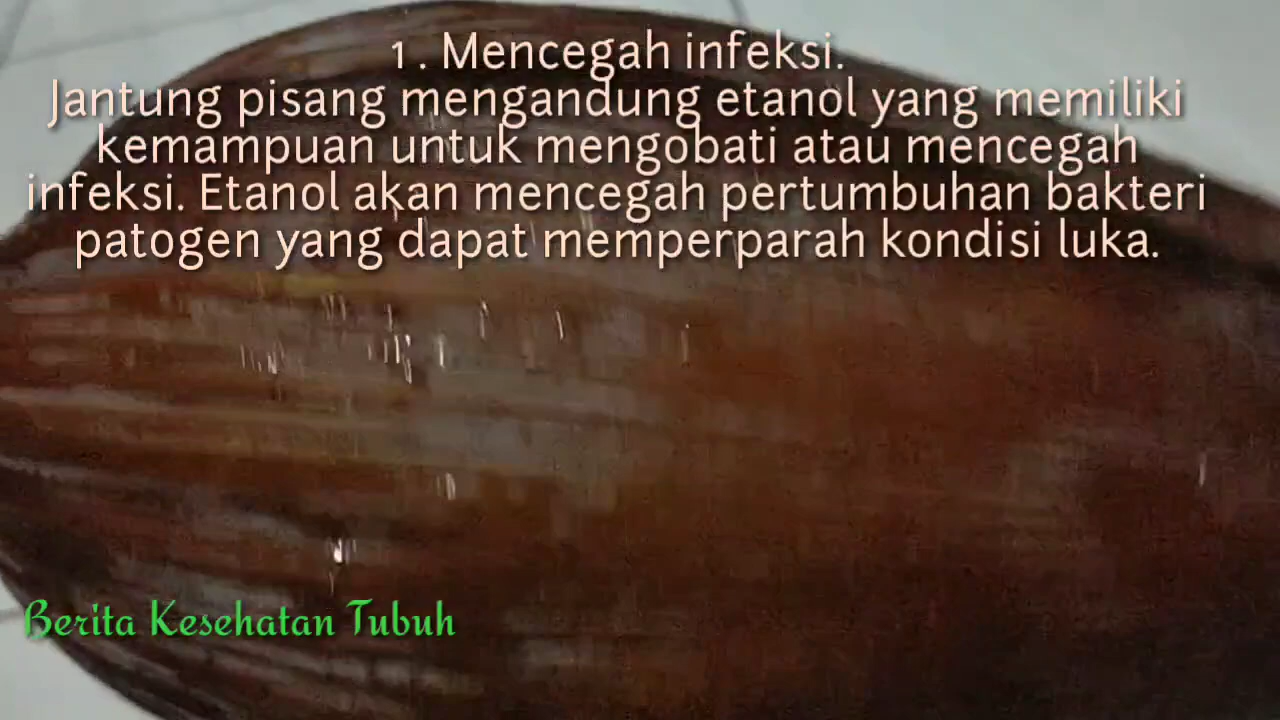 1. Mencegah infeksi.
Jantung pisang mengandung etanol yang memiliki
kemampuan untuk mengobati atau mencegah
infeksi. Etanol akan mencegah pertumbuhan bakteri
patogen yang dapat memperparah kondisi luka.
Berita Kesehatan Tubuh